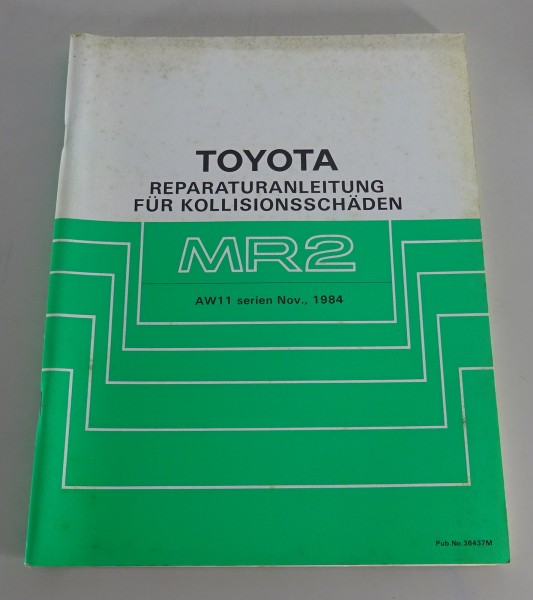 TOYOTA
REPARATURANLEITUNG
FÜR KOLLISIONSSCHÄDEN
MR2
AW11 serien Nov., 1984
Pub.No.36437M